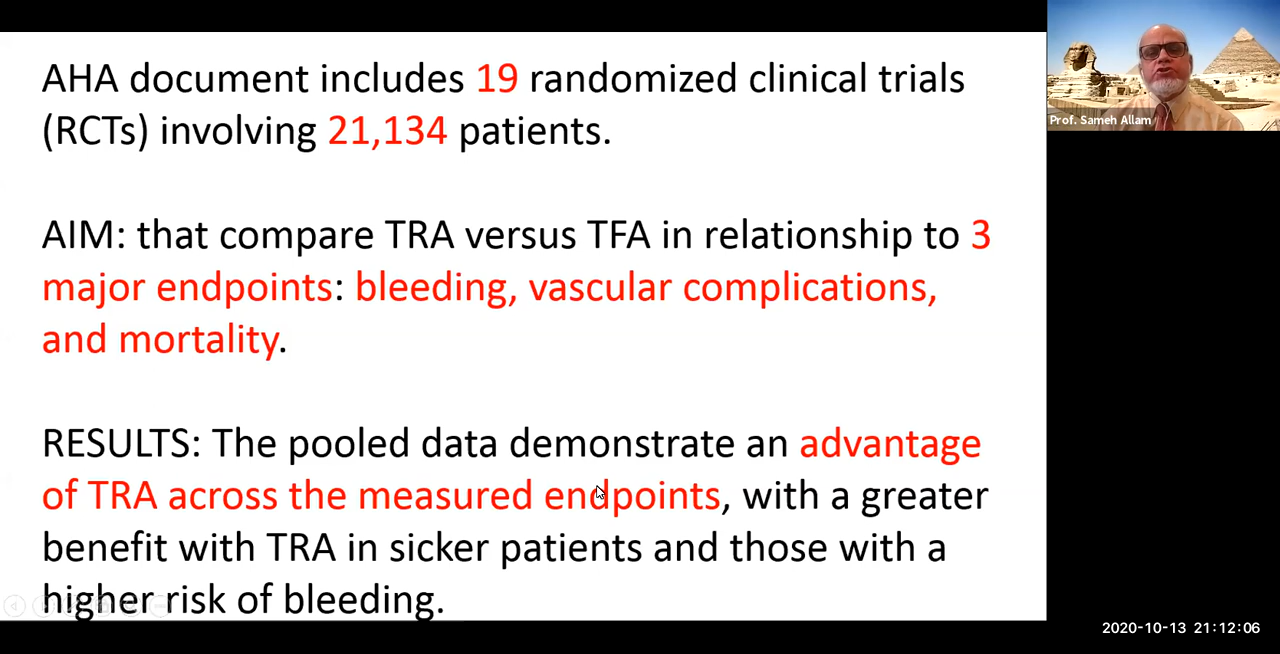 AHA document includes 19 randomized clinical trials
(RCTs) involving 21,134 patients.
AIM: that compare TRA versus TFA in relationship to 3
major endpoints: bleeding, vascular complications,
and mortality.
RESULTS: The pooled data demonstrate an advantage
of TRA across the measured endpoints, with a greater
benefit with TRA in sicker patients and those with a
higher risk of bleeding.
Prof. Sameh Allam
2020-10-13 21:12:06